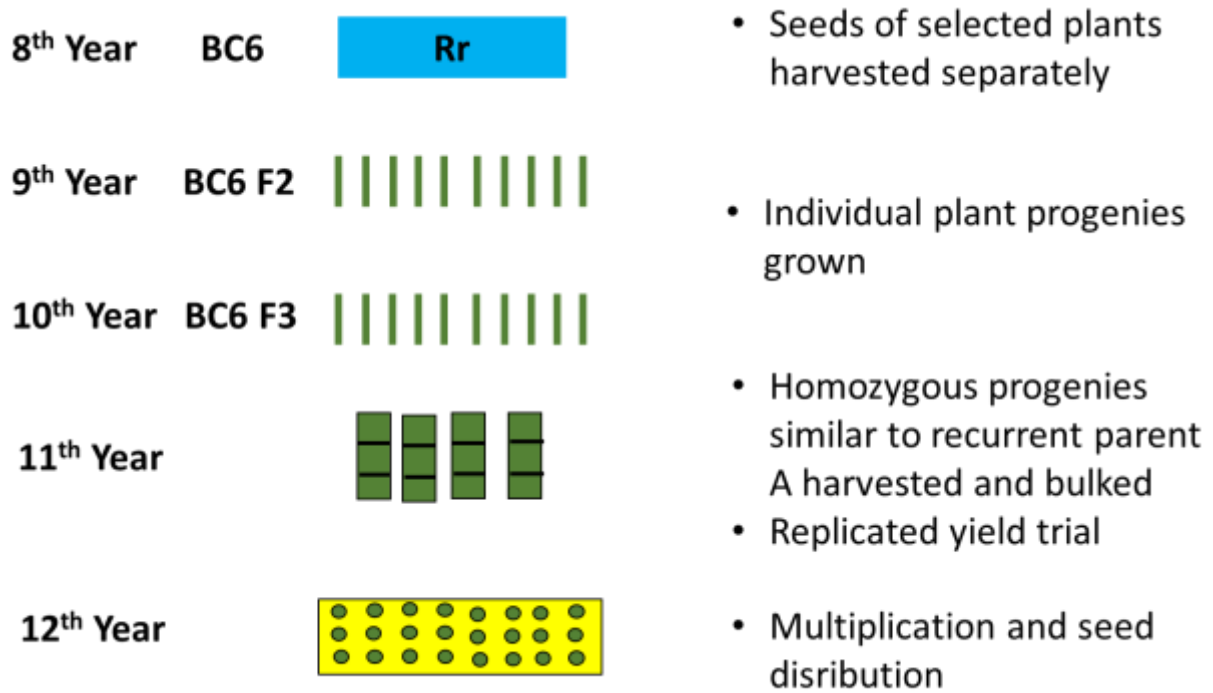 8th Year BC6 Rr
• Seeds of selected plants
harvested separately
9th Year BC6 F2
• Individual plant progenies
grown
10th Year BC6 F3
• Homozygous progenies
similar to recurrent parent
A harvested and bulked
11th Year
• Replicated yield trial
12th Year
• Multiplication and seed
disribution